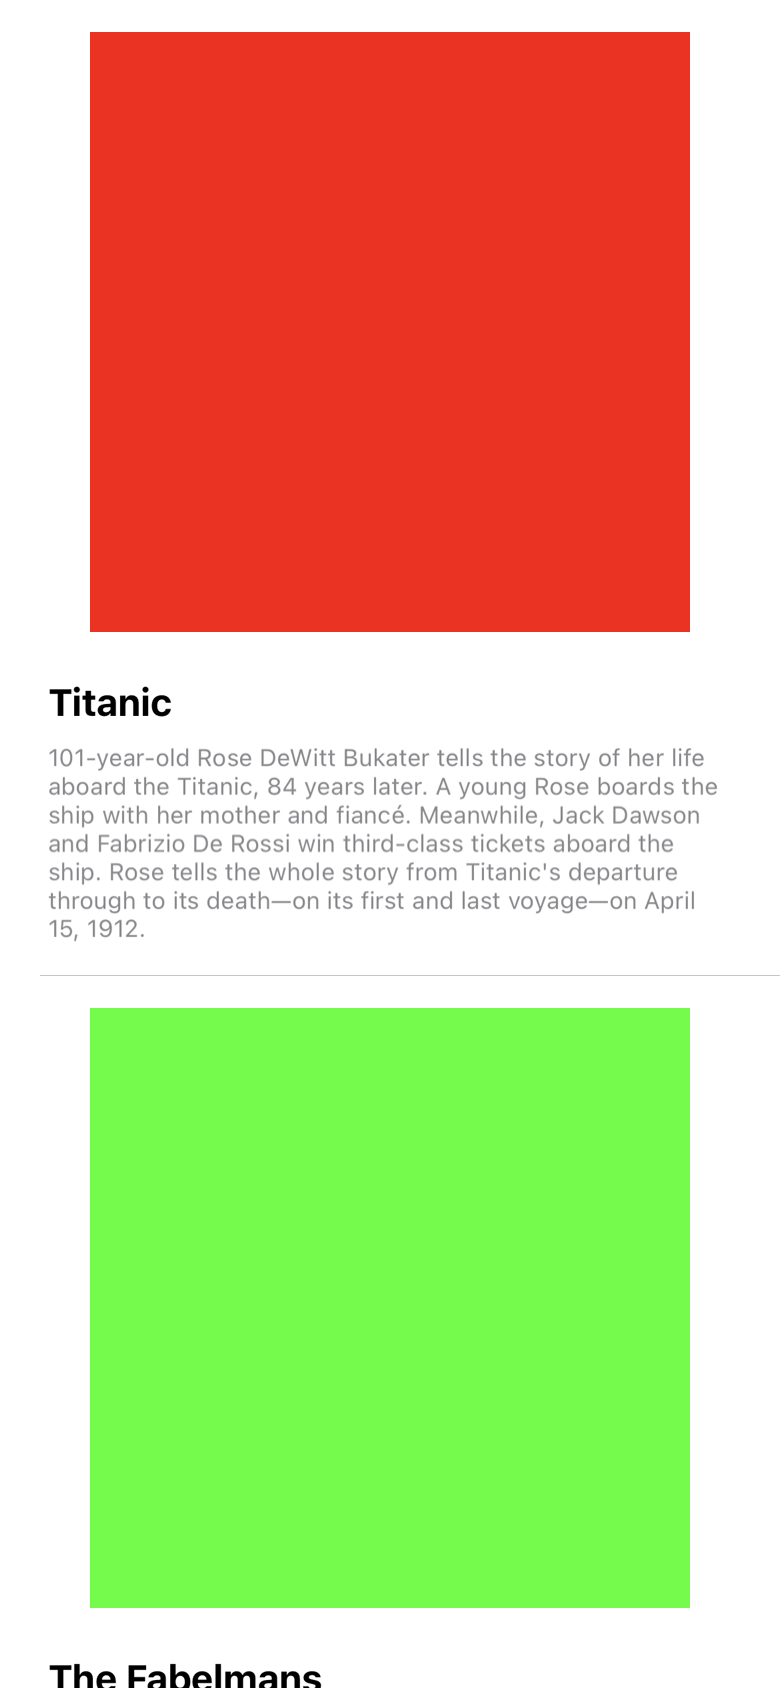 Titanic
101-year-old Rose DeWitt Bukater tells the story of her life
aboard the Titanic, 84 years later. A young Rose boards the
ship with her mother and fiancé. Meanwhile, Jack Dawson
and Fabrizio De Rossi win third-class tickets aboard the
ship. Rose tells the whole story from Titanic's departure
through to its death—on its first and last voyage—on April
15, 1912.
The Fabelmans